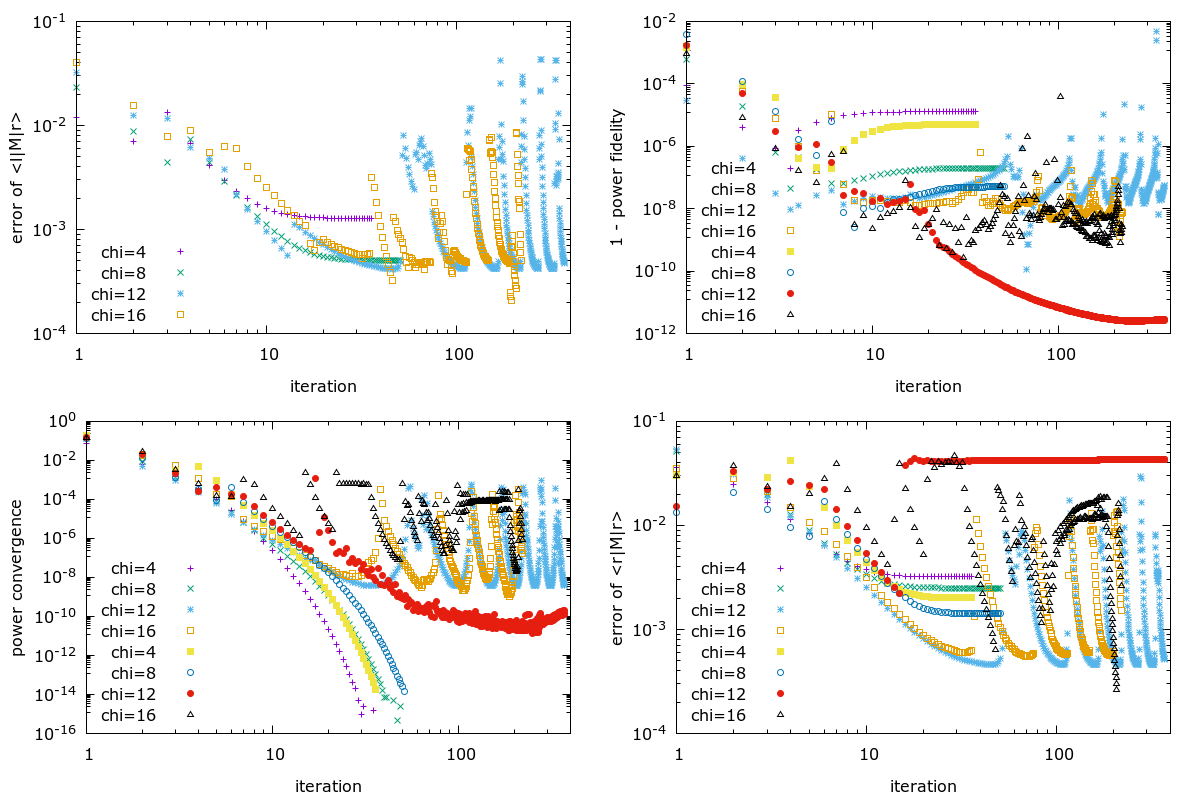 10^-1
10^-2
10^-3
10^-4
error of <l|M|r>
chi=4
chi=8
chi=12
chi=16
1 10 100
iteration
10^-2
10^-4
10^-6
10^-8
10^-10
10^-12
1 - power fidelity
chi=4
chi=8
chi=12
chi=16
chi=4
chi=8
chi=12
chi=16
1 10 100
iteration
10^0
10^-2
10^-4
10^-6
10^-8
10^-10
10^-12
10^-14
10^-16
power convergence
chi=4
chi=8
chi=12
chi=16
chi=4
chi=8
chi=12
chi=16
1 10 100
iteration
10^-1
10^-2
10^-3
10^-4
error of <r|M|r>
chi=4
chi=8
chi=12
chi=16
chi=4
chi=8
chi=12
chi=16
1 10 100
iteration